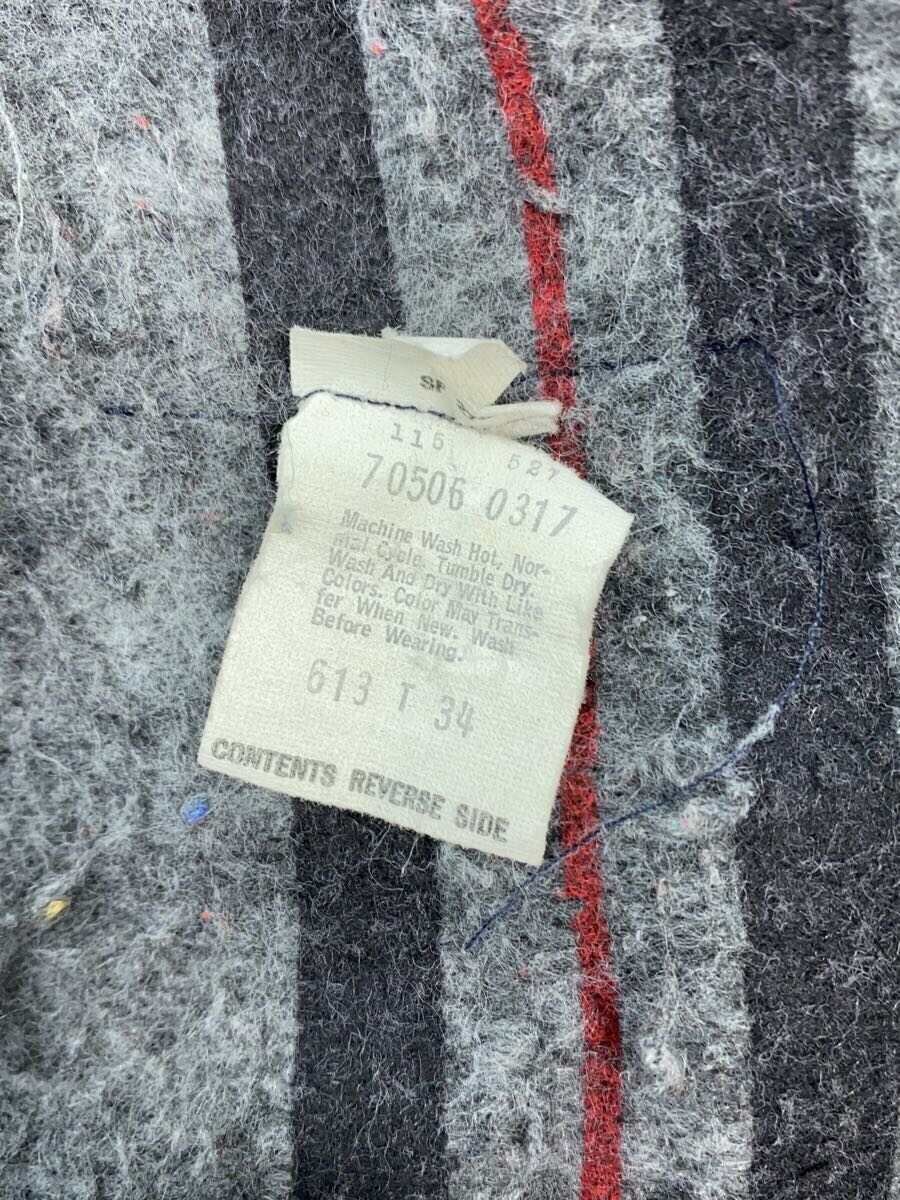 116 527
70506 0317
Machine Wash Hot, Nor-
mal Cycle. Tumble Dry.
Wash And Dry With Like
Colors. Color May Trans-
fer When New. Wash
Before Wearing.
613 T 34
CONTENTS REVERSE SIDE